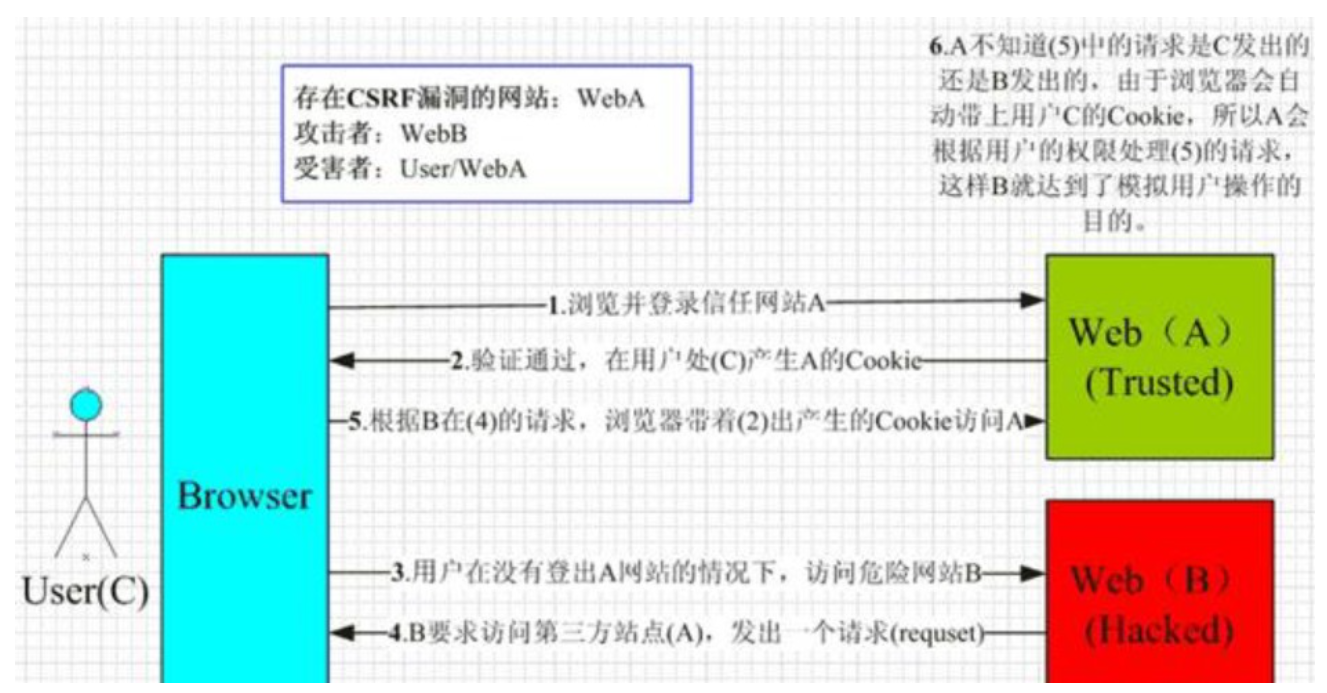 存在CSRF漏洞的网站：WebA
攻击者：WebB
受害者：User/WebA
6.A不知道(5)中的请求是C发出的
还是B发出的，由于浏览器会自
动带上用户C的Cookie，所以A会
根据用户的权限处理(5)的请求，
这样B就达到了模拟用户操作的
目的。
1.浏览并登录信任网站A
2.验证通过，在用户处(C)产生A的Cookie
5.根据B在(4)的请求，浏览器带着(2)出产生的Cookie访问A
Web（A）
(Trusted)
Browser
User(C)
3.用户在没有登出A网站的情况下，访问危险网站B
4.B要求访问第三方站点(A)，发出一个请求(requset)
Web（B）
(Hacked)